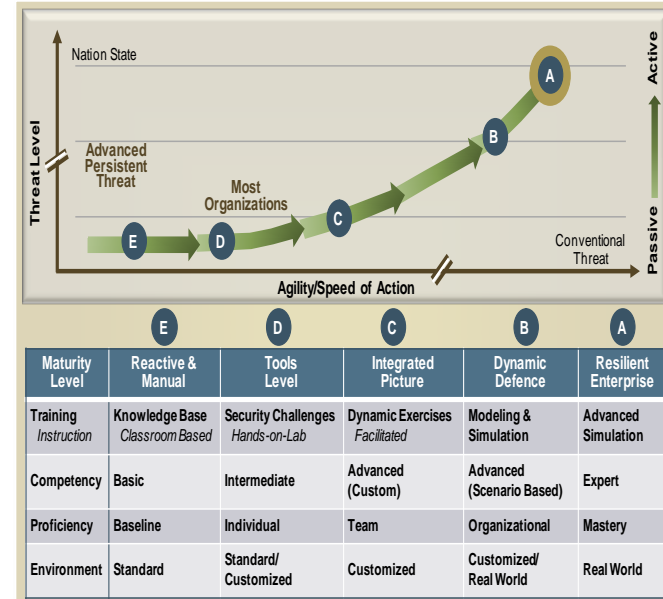 Nation State
A
Active
B
Threat Level
Advanced
Persistent
Threat
Most
Organizations
C
E
D
Conventional
Threat
Passive
Agility/Speed of Action
E D C B A
Maturity Level Reactive & Manual Tools Level Integrated Picture Dynamic Defence Resilient Enterprise
Training Knowledge Base Security Challenges Dynamic Exercises Modeling & Advanced
Instruction Classroom Based Hands-on-Lab Facilitated Simulation Simulation
Competency Basic Intermediate Advanced (Custom) Advanced (Scenario Based) Expert
Proficiency Baseline Individual Team Organizational Mastery
Environment Standard Standard/ Customized Customized Customized/ Real World Real World